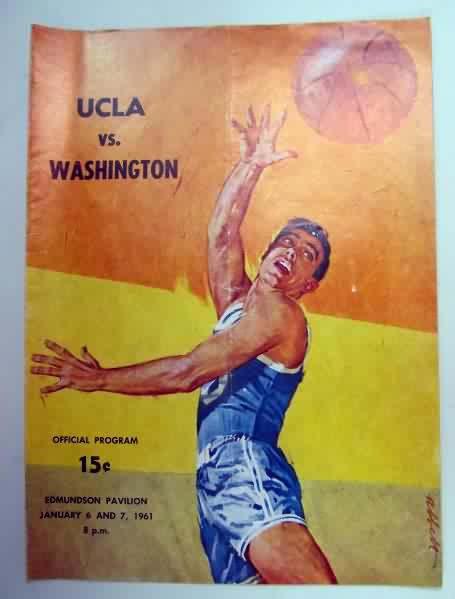 UCLA
vs.
WASHINGTON
OFFICIAL PROGRAM
15¢
EDMUNDSON PAVILION
JANUARY 6 AND 7, 1961
8 p.m.